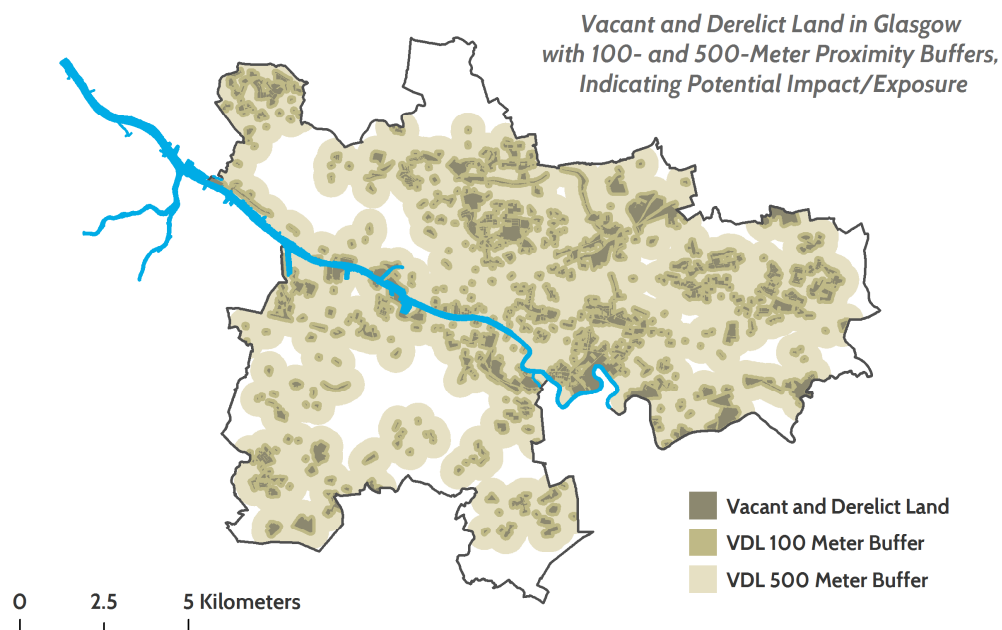 Vacant and Derelict Land in Glasgow
with 100- and 500-Meter Proximity Buffers,
Indicating Potential Impact/Exposure
Vacant and Derelict Land
VDL 100 Meter Buffer
VDL 500 Meter Buffer
0 2.5 5 Kilometers